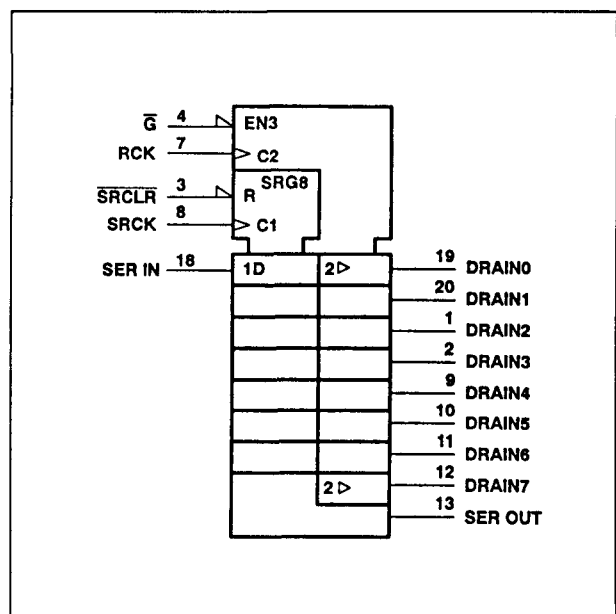 G 4 EN3
RCK 7 C2
SRG8
SRCLR 3 R
SRCK 8 C1
SER IN 18 1D 2 19 DRAIN0
20 DRAIN1
1 DRAIN2
2 DRAIN3
9 DRAIN4
10 DRAIN5
11 DRAIN6
2 12 DRAIN7
13 SER OUT